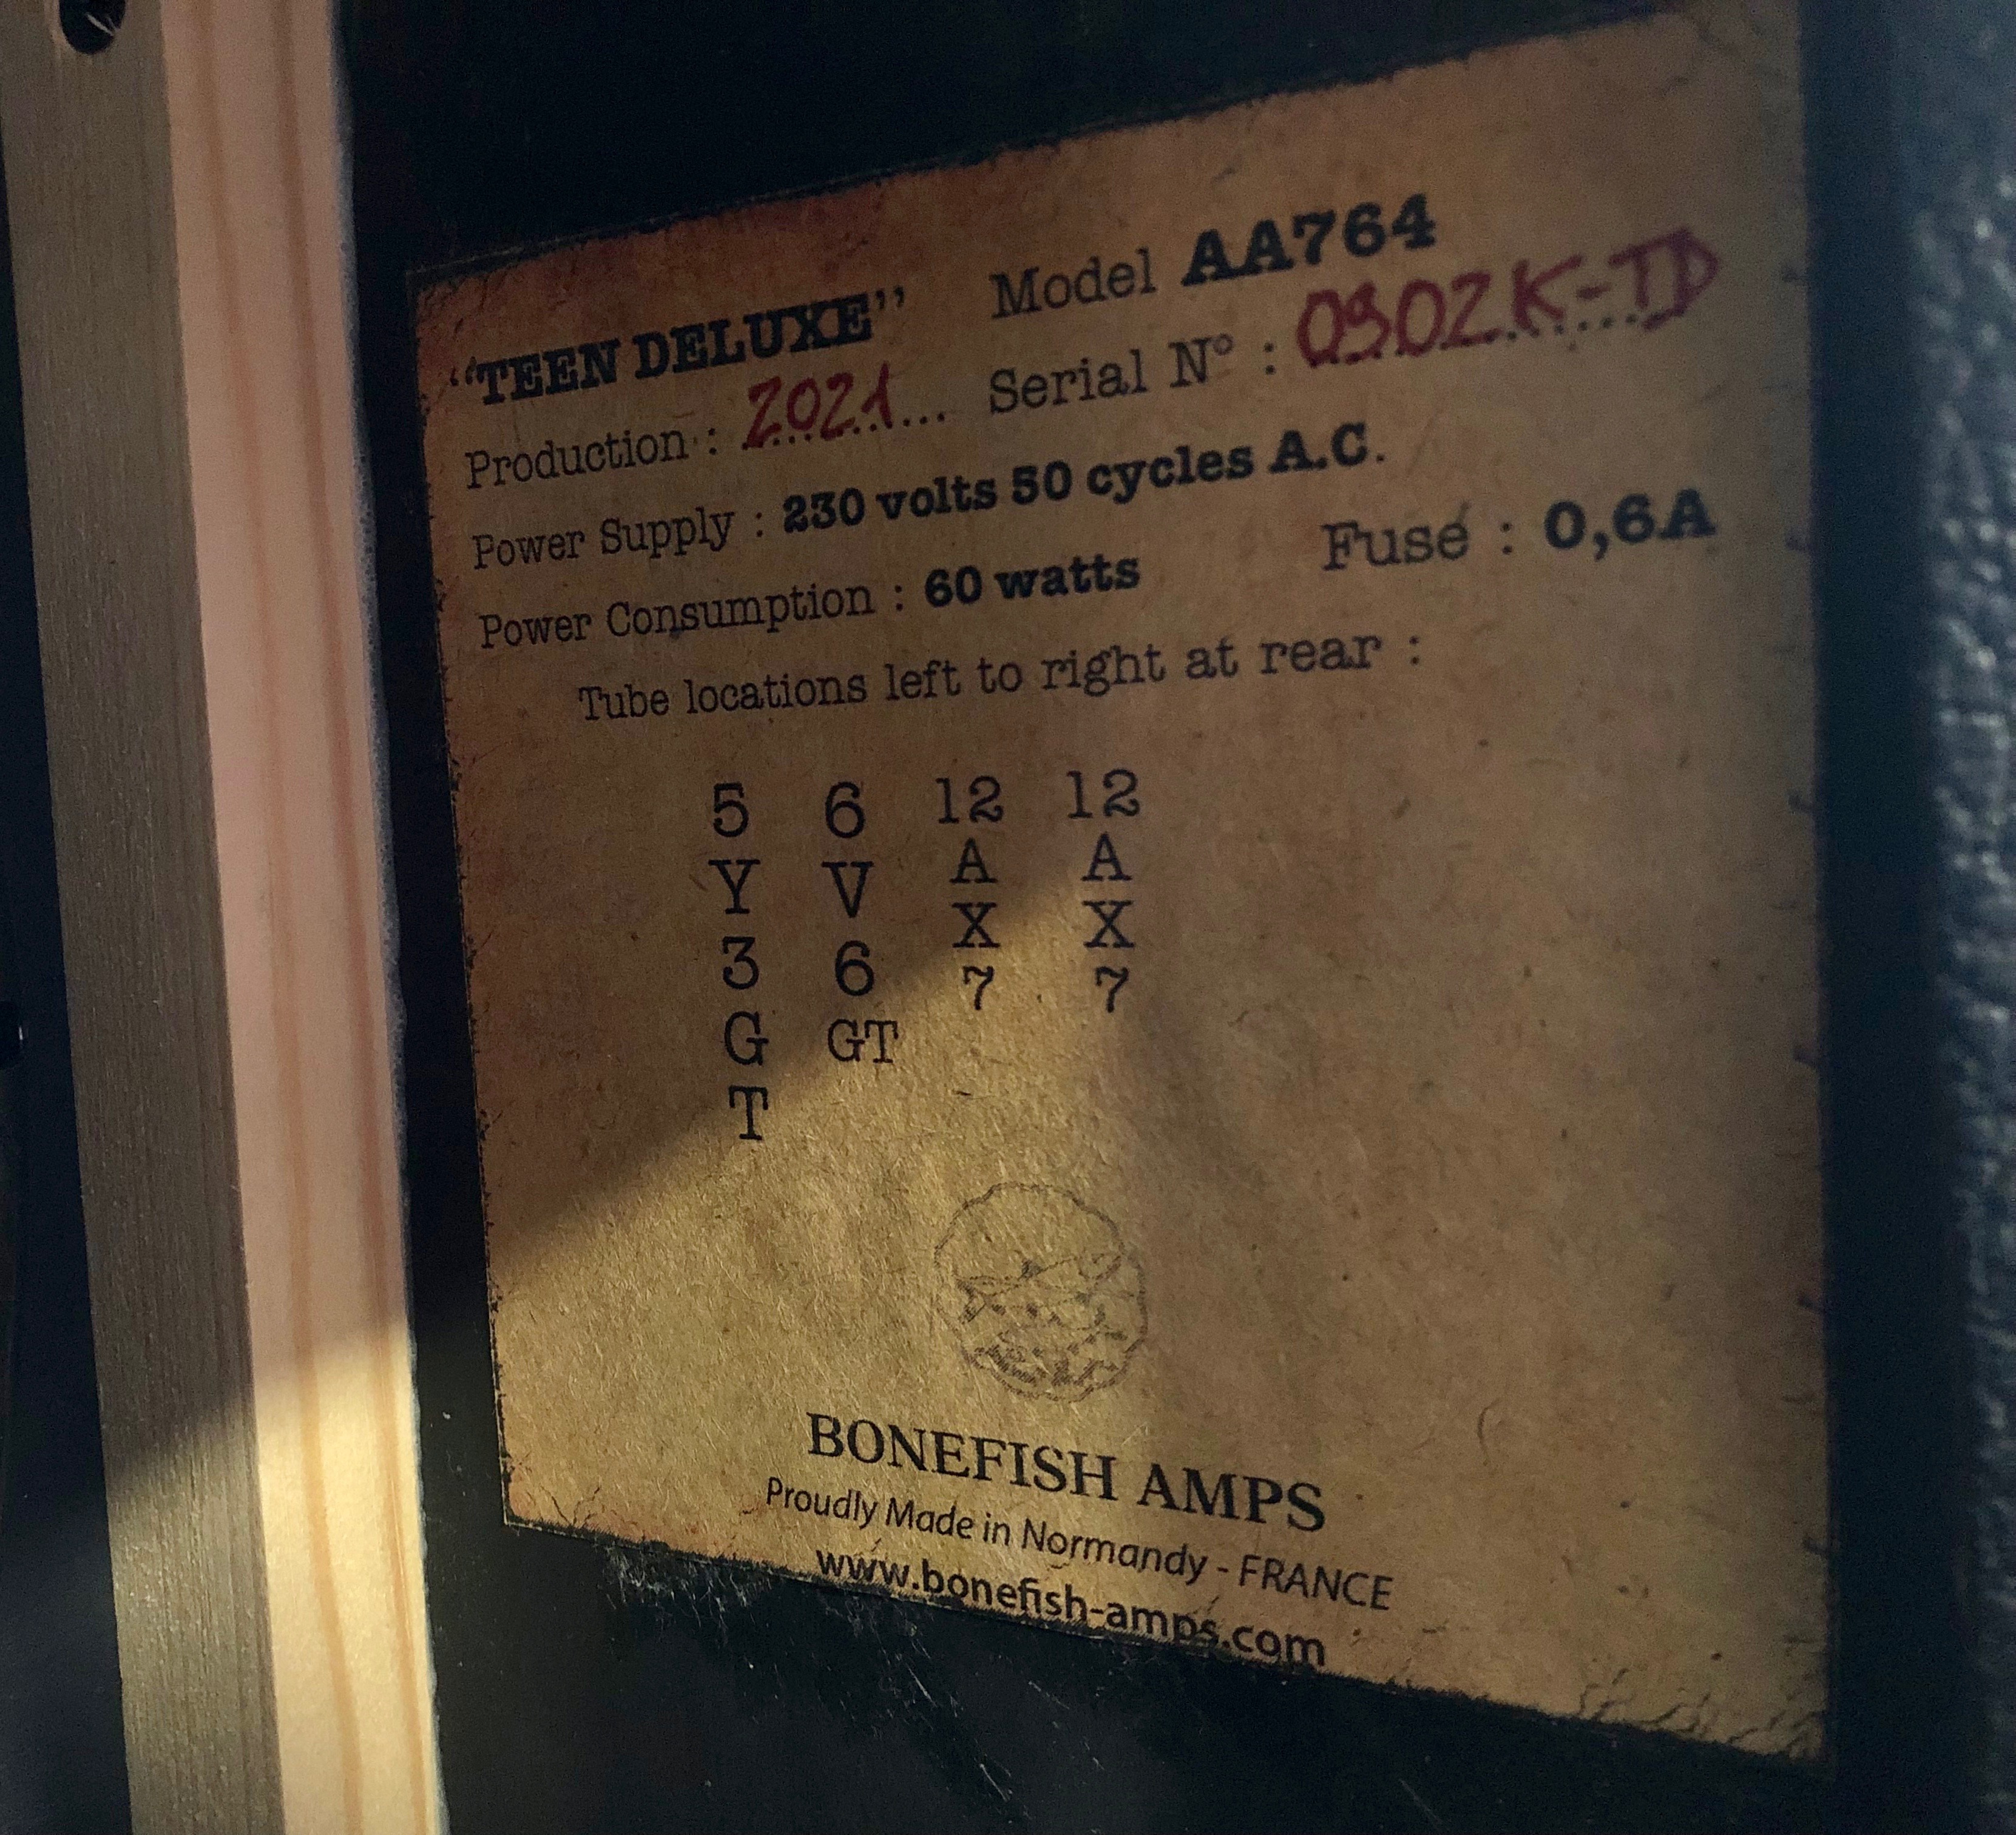 “TEEN DELUXE” Model AA764
Production : 2021 Serial N° : 0902K-TD
Power Supply : 230 volts 50 cycles A.C.
Power Consumption : 60 watts Fuse : 0,6A
Tube locations left to right at rear :
5 6 12 12
Y V A A
3 6 X X
G GT 7 7
T
BONEFISH AMPS
Proudly Made in Normandy - FRANCE
www.bonefish-amps.com